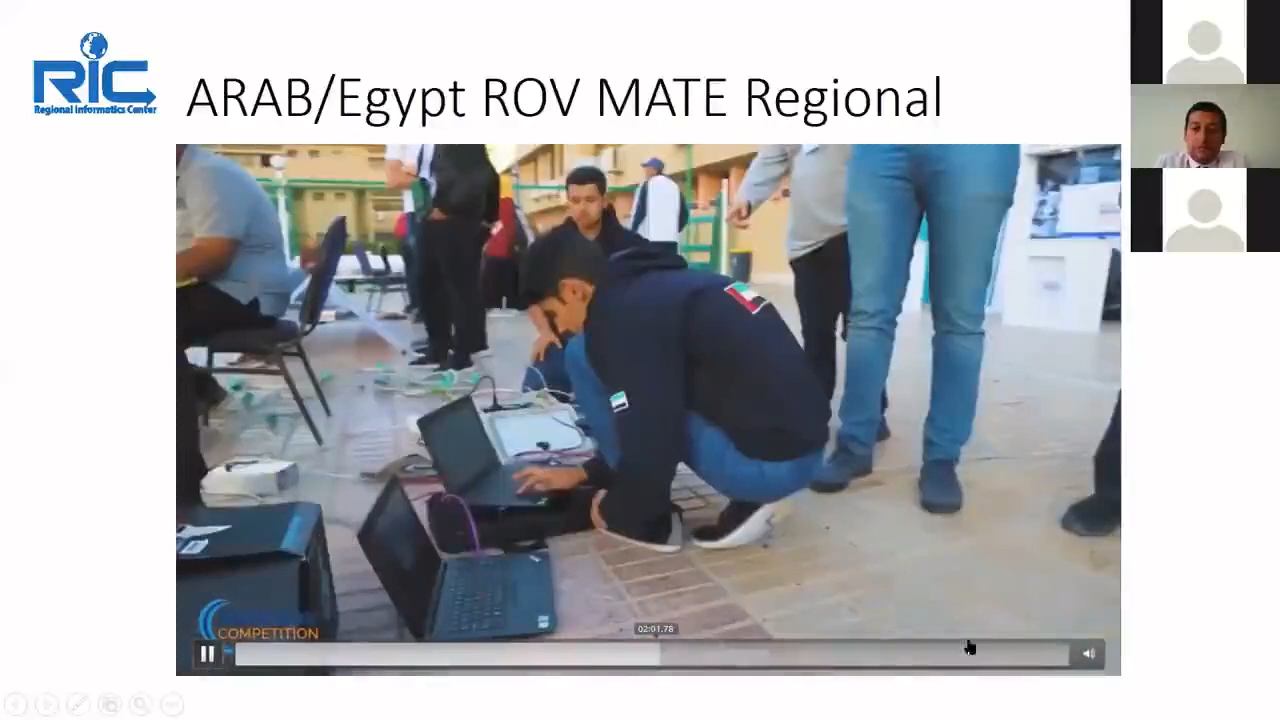 RIC
Regional Informatics Center
ARAB/Egypt ROV MATE Regional
COMPETITION
02:01.78